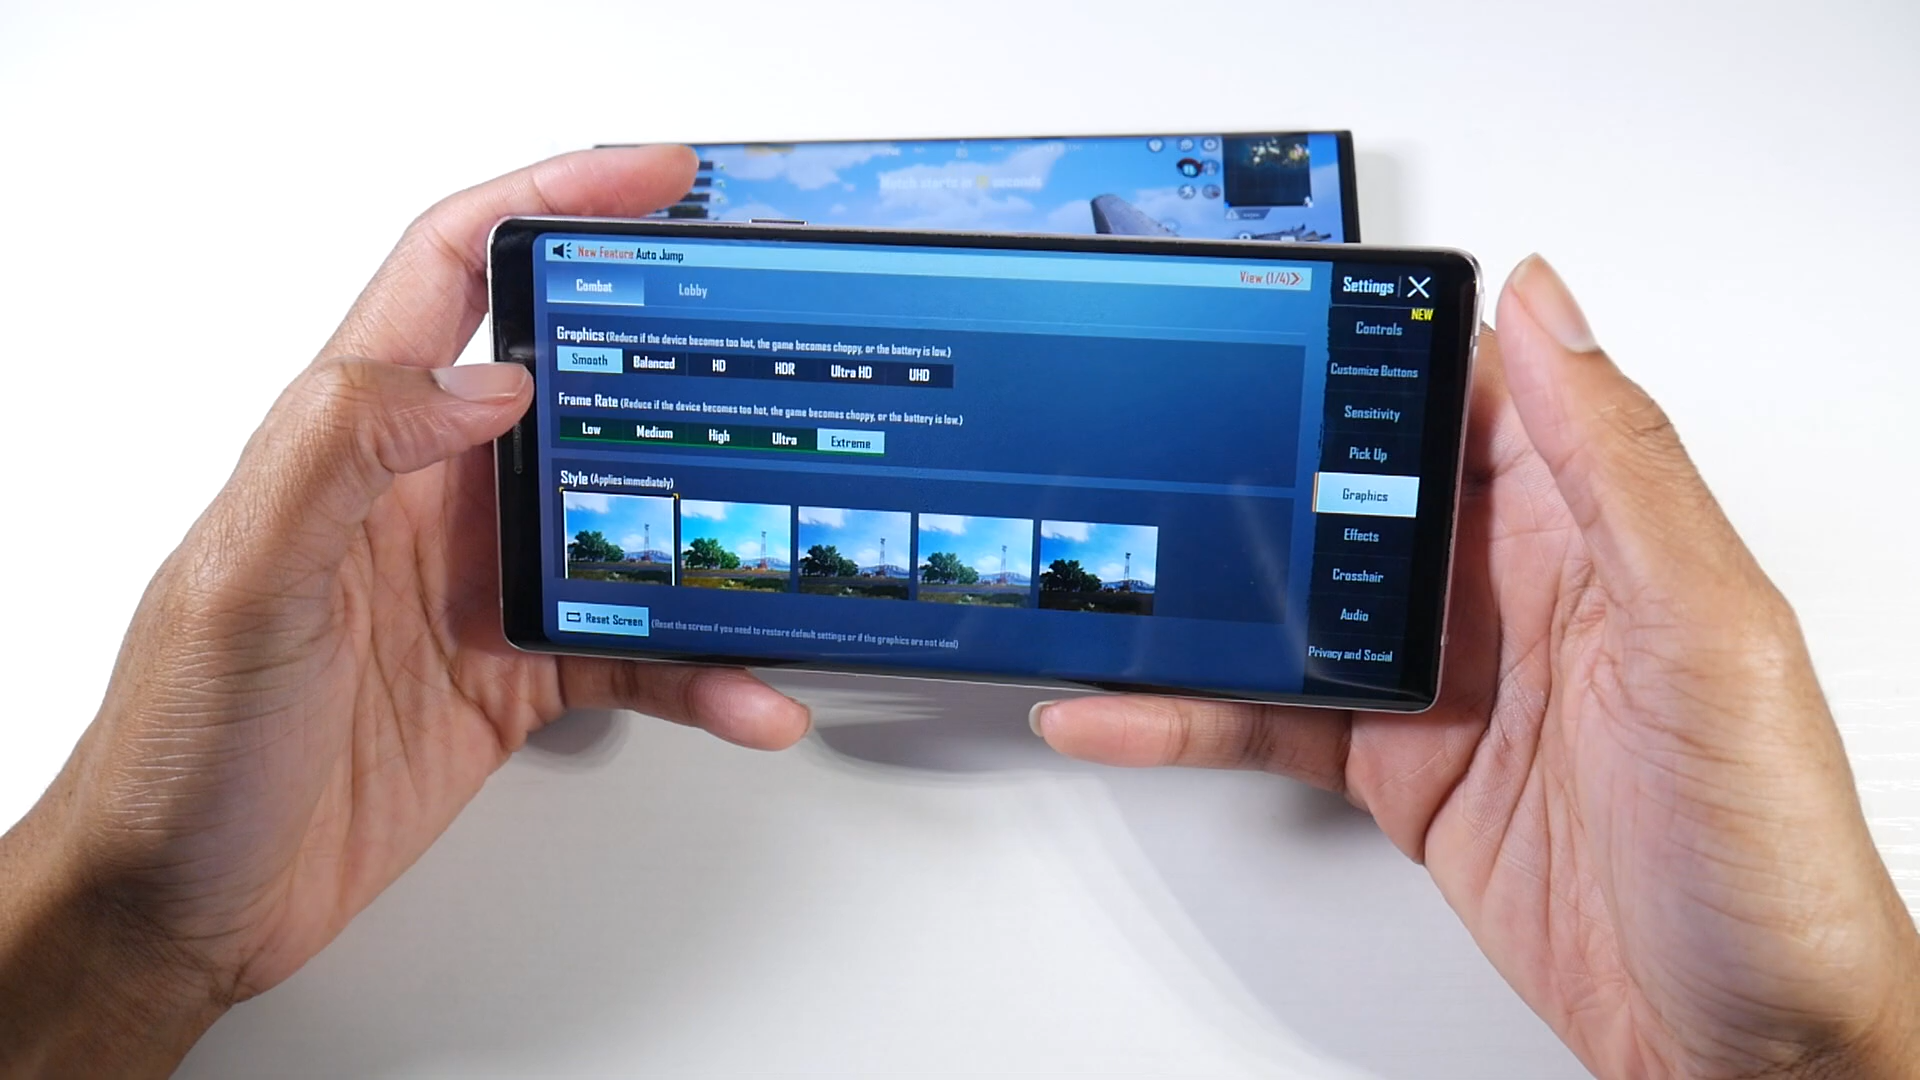 Match starts in seconds
New Feature Auto Jump
View (1/4)
Settings
Combat
Lobby
NEW
Controls
Graphics (Reduce if the device becomes too hot, the game becomes choppy, or the battery is low.)
Smooth
Balanced
HD
HDR
Ultra HD
UHD
Customize Buttons
Frame Rate (Reduce if the device becomes too hot, the game becomes choppy, or the battery is low.)
Low
Medium
High
Ultra
Extreme
Sensitivity
Pick Up
Style (Applies immediately)
Graphics
Effects
Crosshair
Audio
Reset Screen (Reset the screen if you need to restore default settings or if the graphics are not ideal)
Privacy and Social